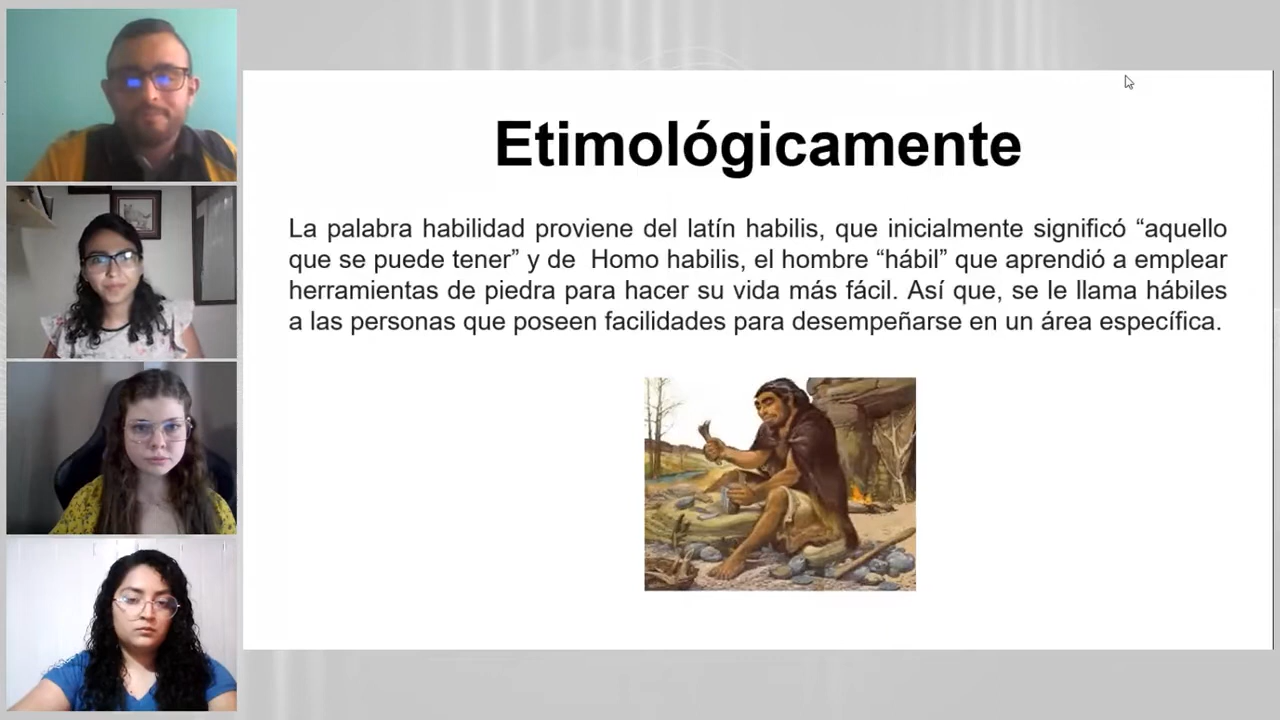 Etimológicamente
La palabra habilidad proviene del latín habilis, que inicialmente significó “aquello
que se puede tener” y de Homo habilis, el hombre “hábil” que aprendió a emplear
herramientas de piedra para hacer su vida más fácil. Así que, se le llama hábiles
a las personas que poseen facilidades para desempeñarse en un área específica.